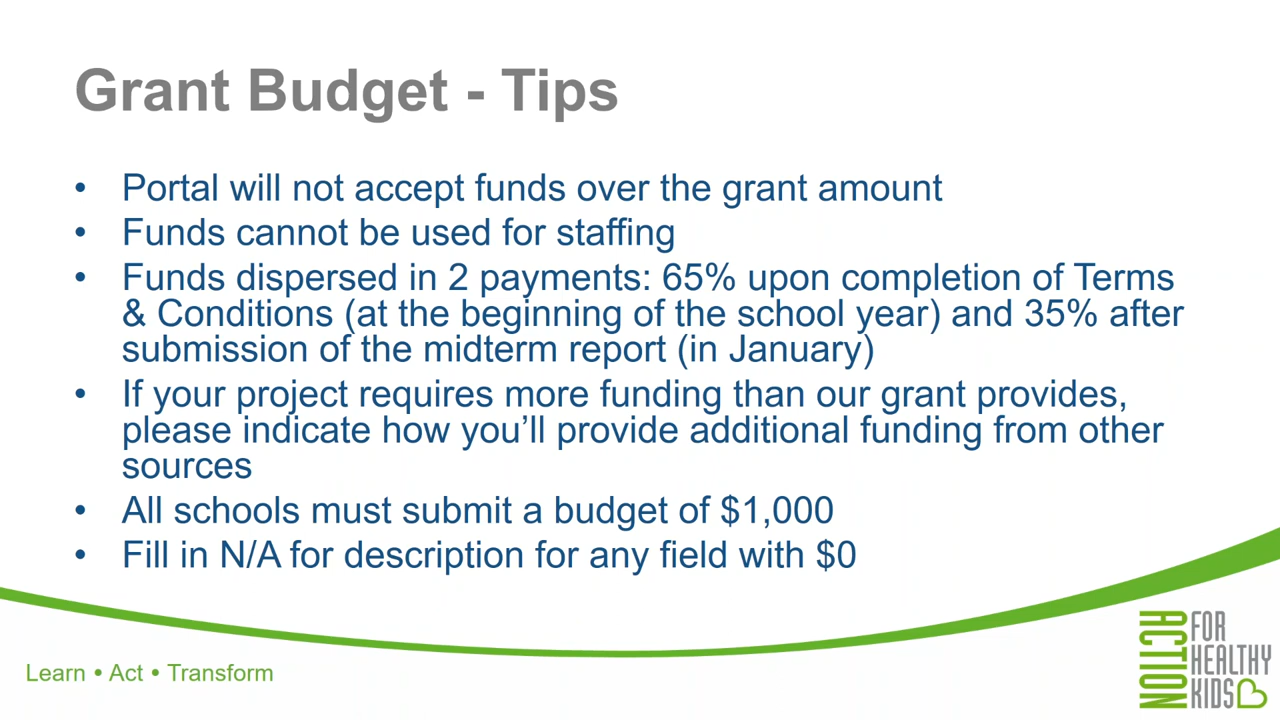 Grant Budget - Tips
• Portal will not accept funds over the grant amount
• Funds cannot be used for staffing
• Funds dispersed in 2 payments: 65% upon completion of Terms
& Conditions (at the beginning of the school year) and 35% after
submission of the midterm report (in January)
• If your project requires more funding than our grant provides,
please indicate how you’ll provide additional funding from other
sources
• All schools must submit a budget of $1,000
• Fill in N/A for description for any field with $0
Learn • Act • Transform
ACTION
FOR
HEALTHY
KIDS